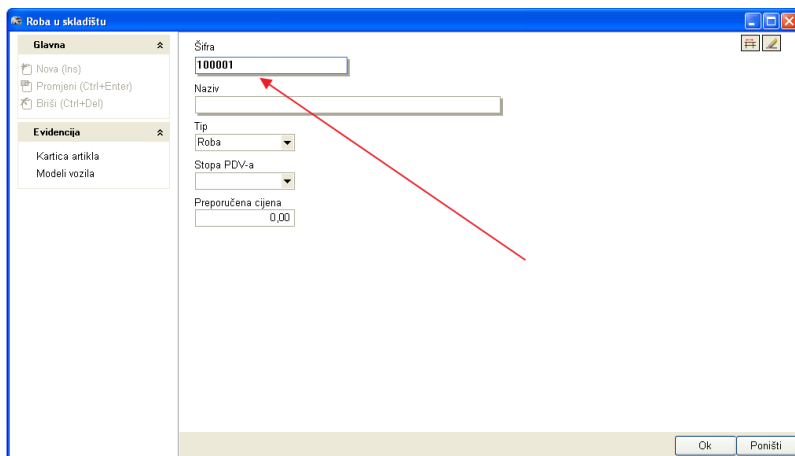 Roba u skladištu
Glavna
Nova (Ins)
Promjeni (Ctrl+Enter)
Briši (Ctrl+Del)
Evidencija
Kartica artikla
Modeli vozila
Šifra
100001
Naziv
Tip
Roba
Stopa PDV-a
Preporučena cijena
0,00
Ok
Poništi